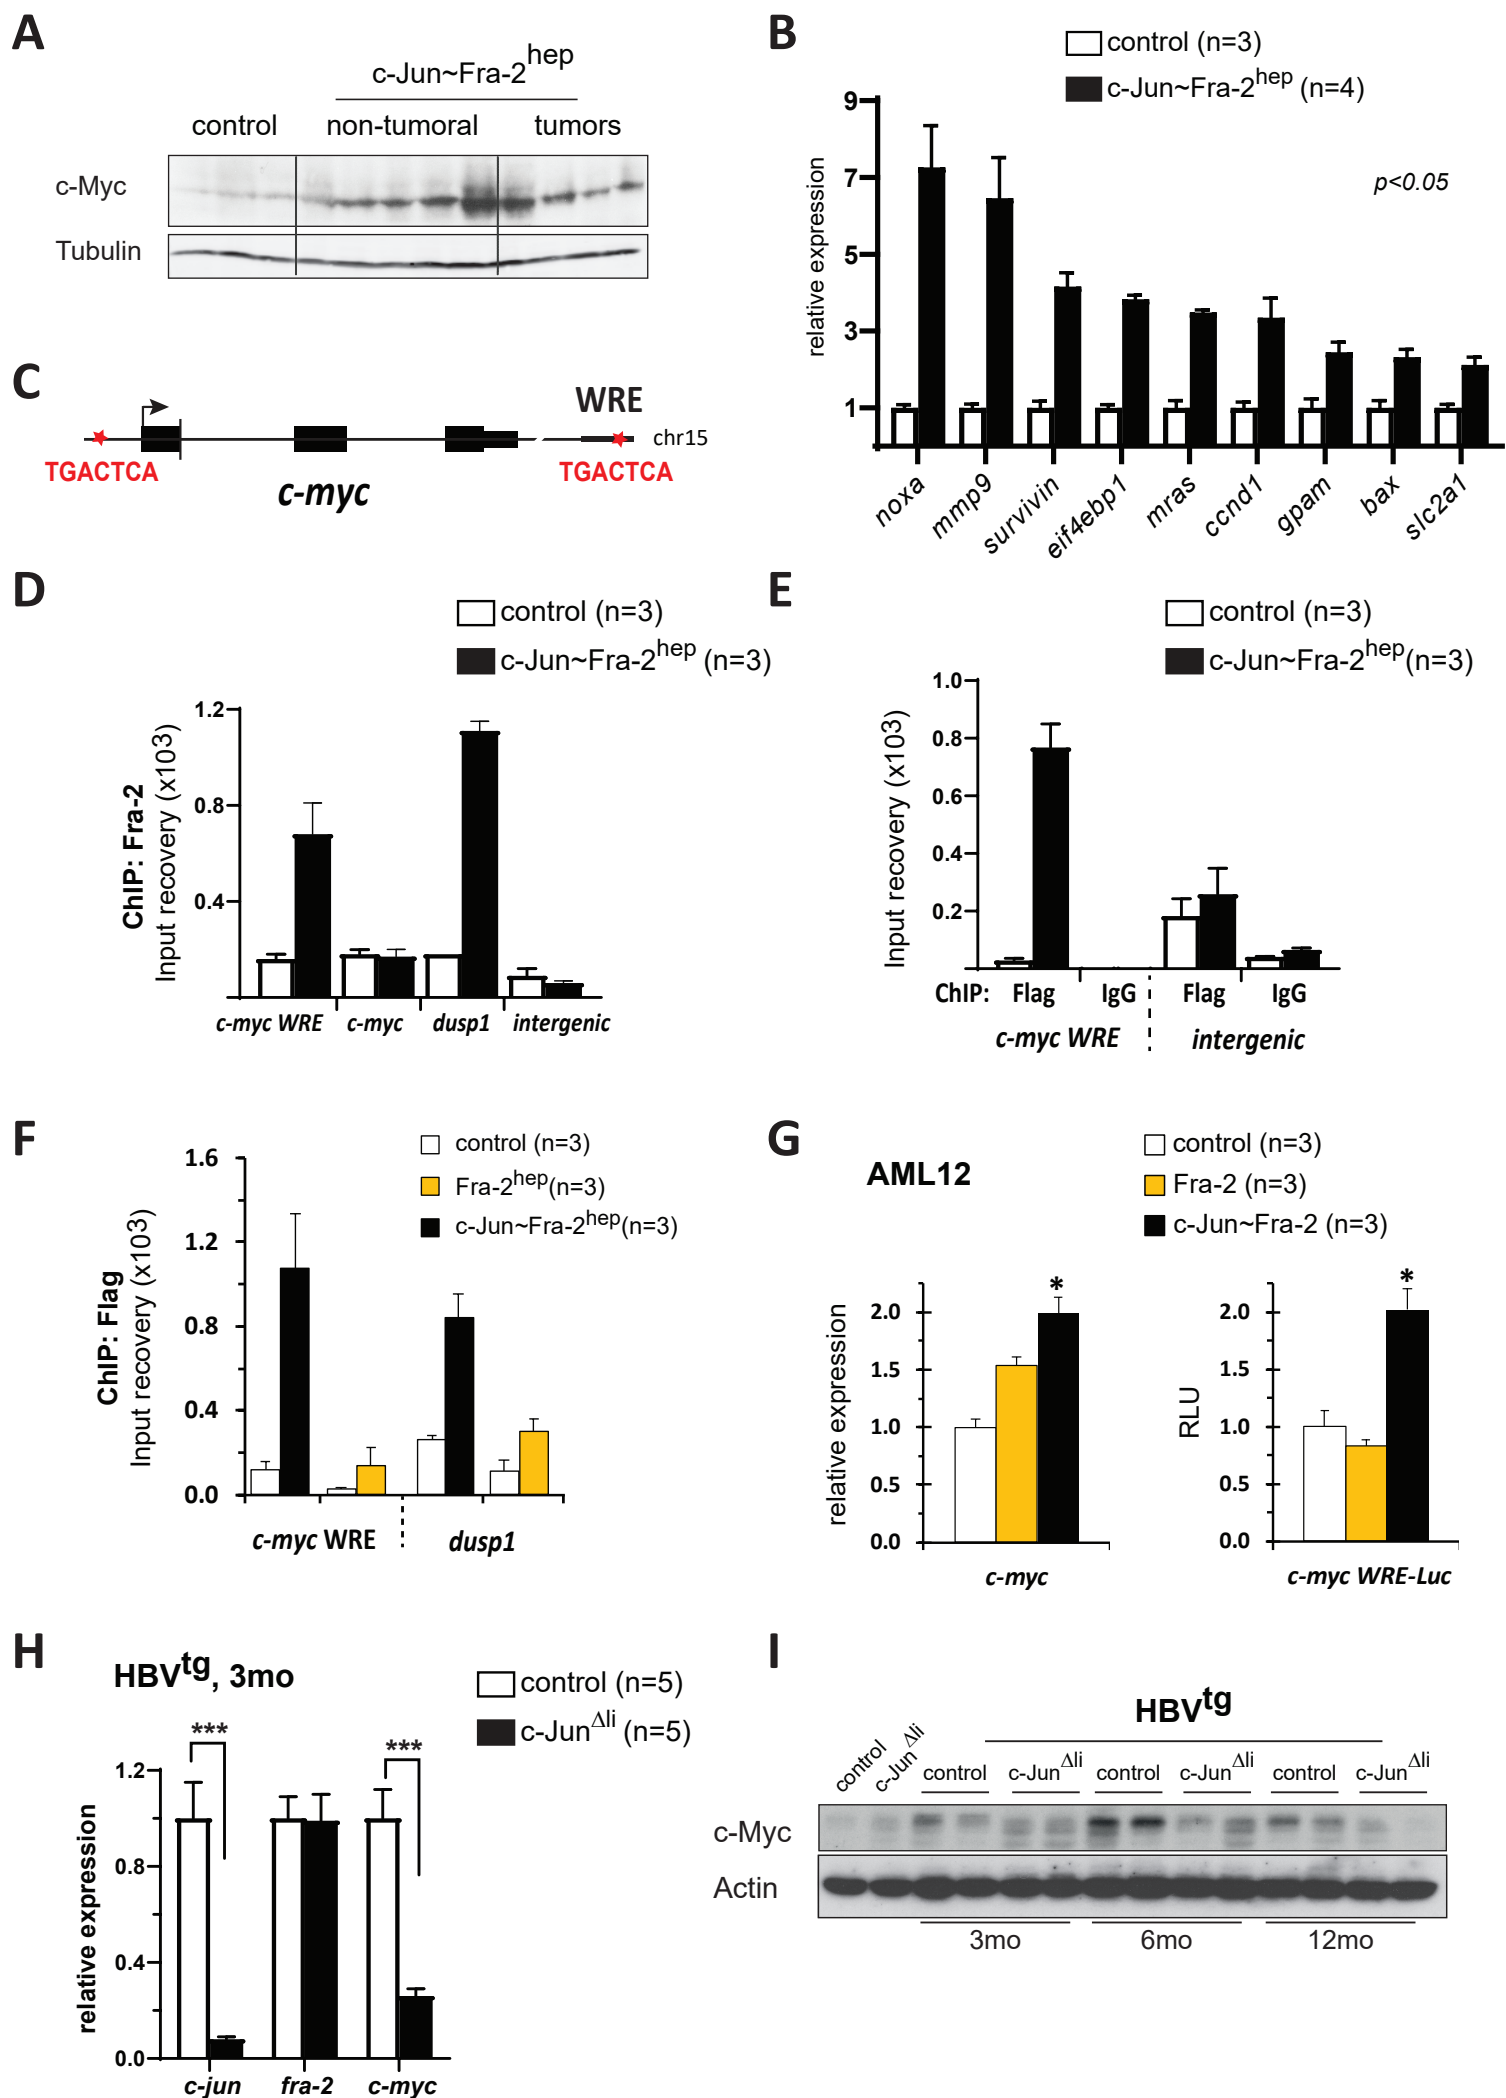 A
c-Jun~Fra-2hep
control non-tumoral tumors
c-Myc
Tubulin
B
control (n=3)
c-Jun~Fra-2hep (n=4)
relative expression
9
7
5
3
1
p<0.05
noxa mmp9 survivin eif4ebp1 mras ccnd1 gpam bax slc2a1
C
WRE
chr15
TGACTCA TGACTCA
c-myc
D
control (n=3)
c-Jun~Fra-2hep (n=3)
ChIP: Fra-2
Input recovery (x103)
1.2
0.8
0.4
c-myc WRE c-myc dusp1 intergenic
E
control (n=3)
c-Jun~Fra-2hep(n=3)
Input recovery (x103)
1.0
0.8
0.6
0.4
0.2
ChIP: Flag IgG Flag IgG
c-myc WRE intergenic
F
control (n=3)
Fra-2hep(n=3)
c-Jun~Fra-2hep(n=3)
ChIP: Flag
Input recovery (x103)
1.6
1.2
0.8
0.4
0.0
c-myc WRE dusp1
G
AML12
control (n=3)
Fra-2 (n=3)
c-Jun~Fra-2 (n=3)
relative expression
2.0
1.5
1.0
0.5
0.0
*
c-myc
RLU
2.0
1.5
1.0
0.5
0.0
*
c-myc WRE-Luc
H
HBVtg, 3mo
control (n=5)
c-JunΔli (n=5)
relative expression
1.2
0.8
0.4
0.0
*** ***
c-jun fra-2 c-myc
I
HBVtg
control c-JunΔli control c-JunΔli control c-JunΔli control c-JunΔli
c-Myc
Actin
3mo 6mo 12mo